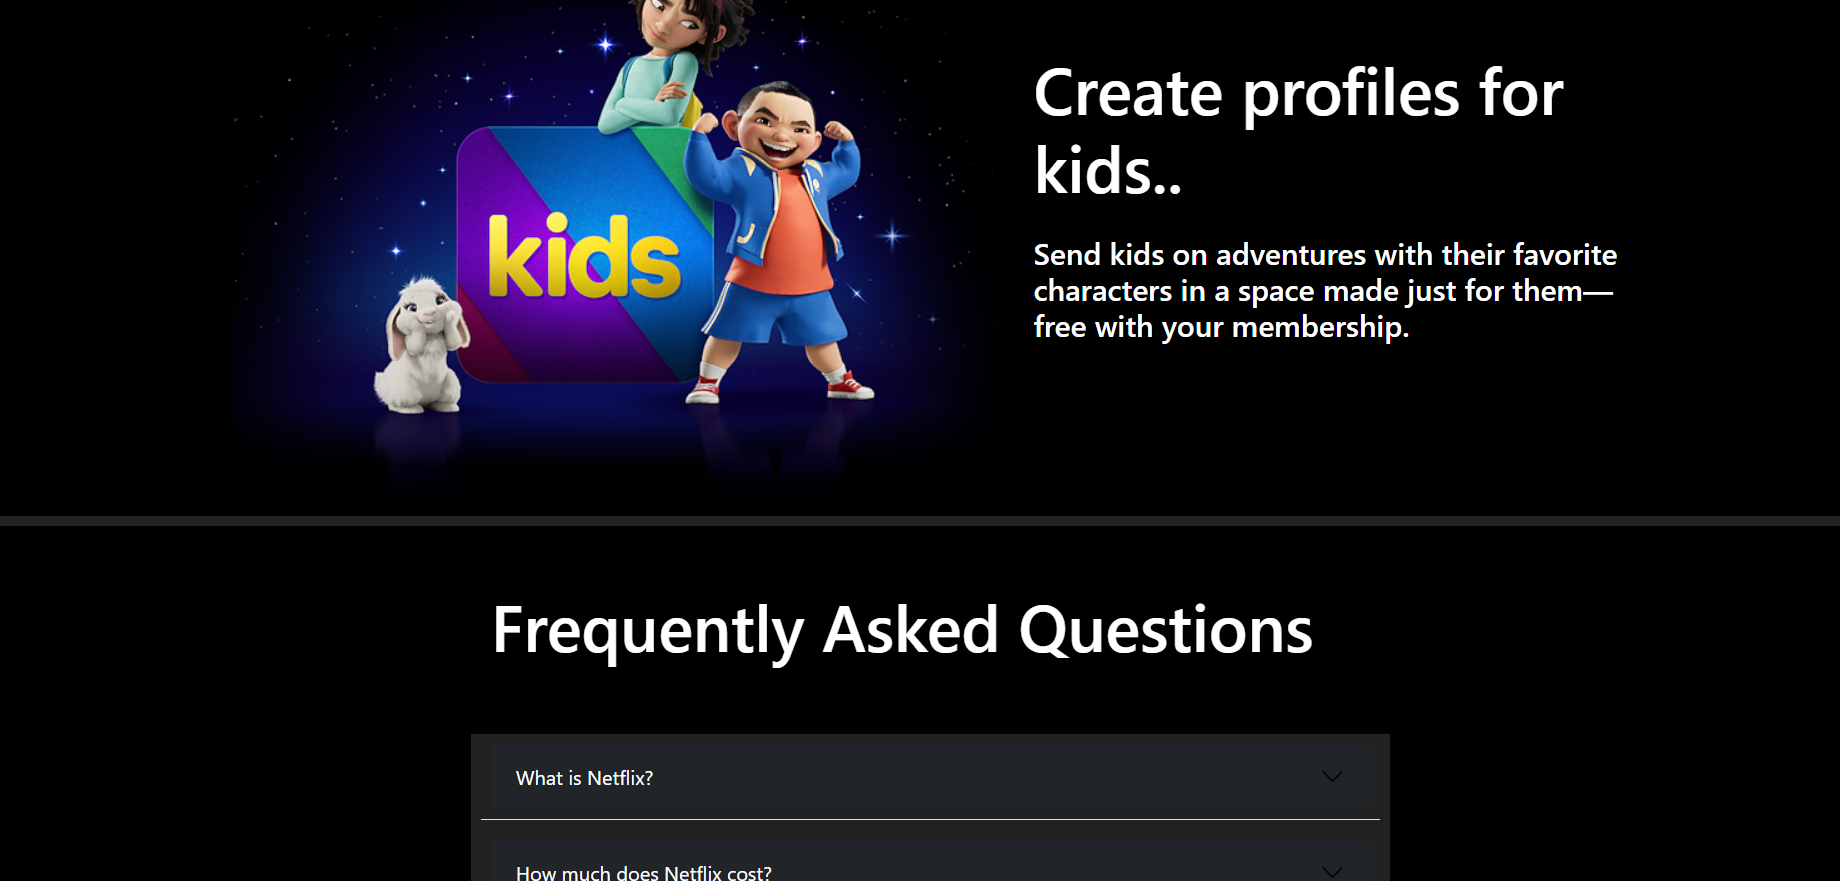 kids
Create profiles for
kids..
Send kids on adventures with their favorite
characters in a space made just for them—
free with your membership.
Frequently Asked Questions
What is Netflix?
How much does Netflix cost?